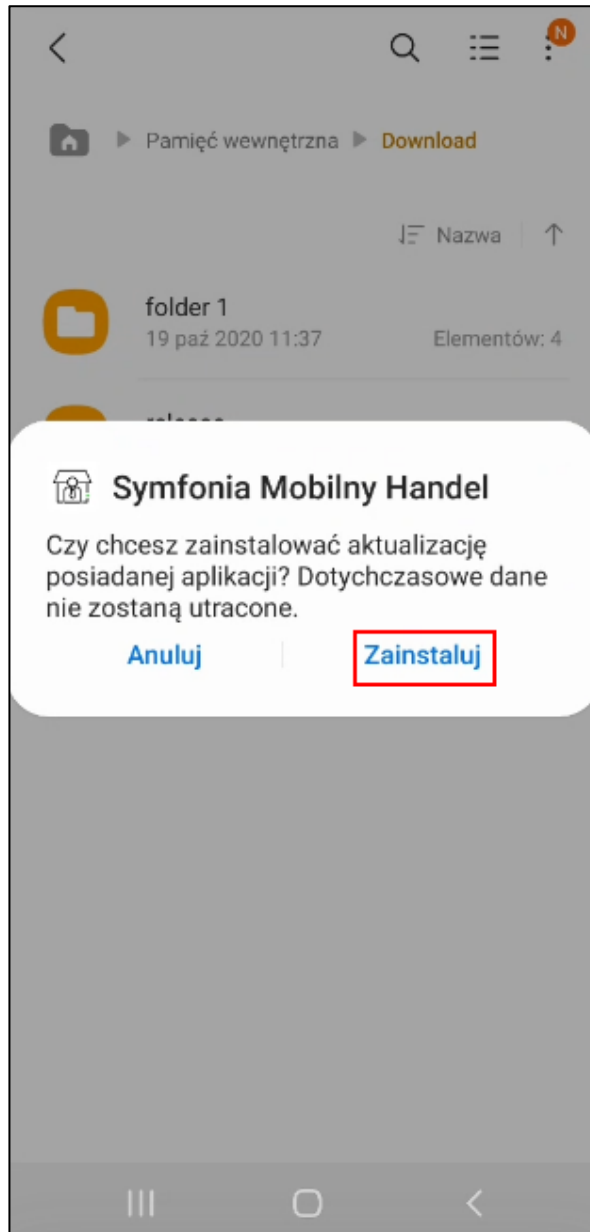 N
Pamięć wewnętrzna Download
Nazwa
folder 1
19 paź 2020 11:37 Elementów: 4
Symfonia Mobilny Handel
Czy chcesz zainstalować aktualizację
posiadanej aplikacji? Dotychczasowe dane
nie zostaną utracone.
Anuluj Zainstaluj